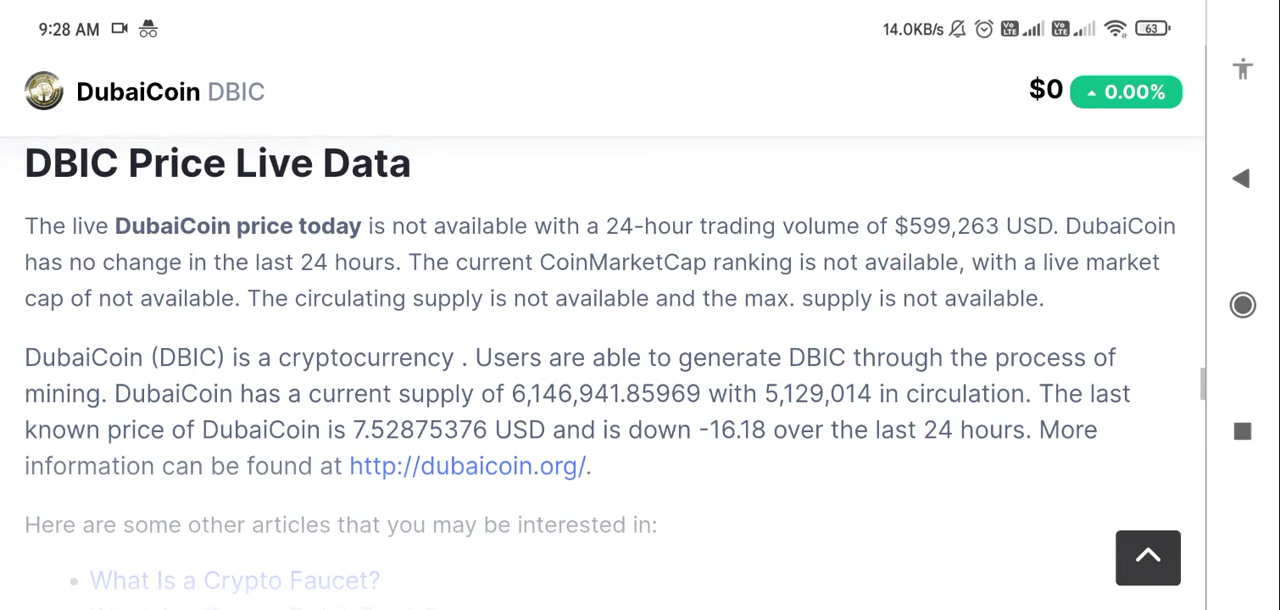 9:28 AM
14.0KB/s
63
DubaiCoin DBIC
$0
0.00%
DBIC Price Live Data
The live DubaiCoin price today is not available with a 24-hour trading volume of $599,263 USD. DubaiCoin
has no change in the last 24 hours. The current CoinMarketCap ranking is not available, with a live market
cap of not available. The circulating supply is not available and the max. supply is not available.
DubaiCoin (DBIC) is a cryptocurrency . Users are able to generate DBIC through the process of
mining. DubaiCoin has a current supply of 6,146,941.85969 with 5,129,014 in circulation. The last
known price of DubaiCoin is 7.52875376 USD and is down -16.18 over the last 24 hours. More
information can be found at http://dubaicoin.org/.
Here are some other articles that you may be interested in:
• What Is a Crypto Faucet?